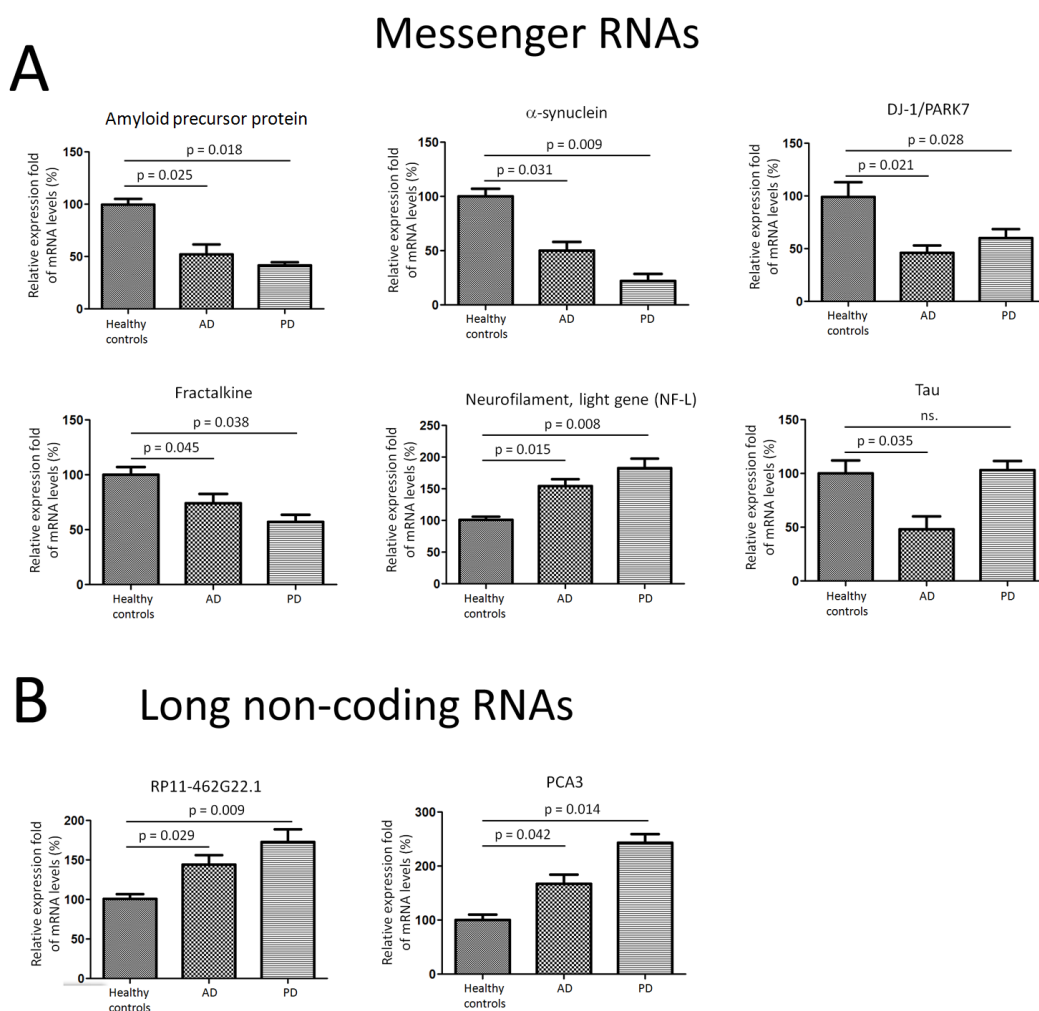 Messenger RNAs
A
Amyloid precursor protein
p = 0.018
p = 0.025
Relative expression fold
of mRNA levels (%)
150
100
50
0
Healthy
controls
AD
PD
α-synuclein
p = 0.009
p = 0.031
Relative expression fold
of mRNA levels (%)
150
100
50
0
Healthy
controls
AD
PD
DJ-1/PARK7
p = 0.028
p = 0.021
Relative expression fold
of mRNA levels (%)
150
100
50
0
Healthy
controls
AD
PD
Fractalkine
p = 0.038
p = 0.045
Relative expression fold
of mRNA levels (%)
150
100
50
0
Healthy
controls
AD
PD
Neurofilament, light gene (NF-L)
p = 0.008
p = 0.015
Relative expression fold
of mRNA levels (%)
250
200
150
100
50
0
Healthy
controls
AD
PD
Tau
ns.
p = 0.035
Relative expression fold
of mRNA levels (%)
150
100
50
0
Healthy
controls
AD
PD
B
Long non-coding RNAs
RP11-462G22.1
p = 0.009
p = 0.029
Relative expression fold
of mRNA levels (%)
200
150
100
50
0
Healthy
controls
AD
PD
PCA3
p = 0.014
p = 0.042
Relative expression fold
of mRNA levels (%)
300
200
100
0
Healthy
controls
AD
PD